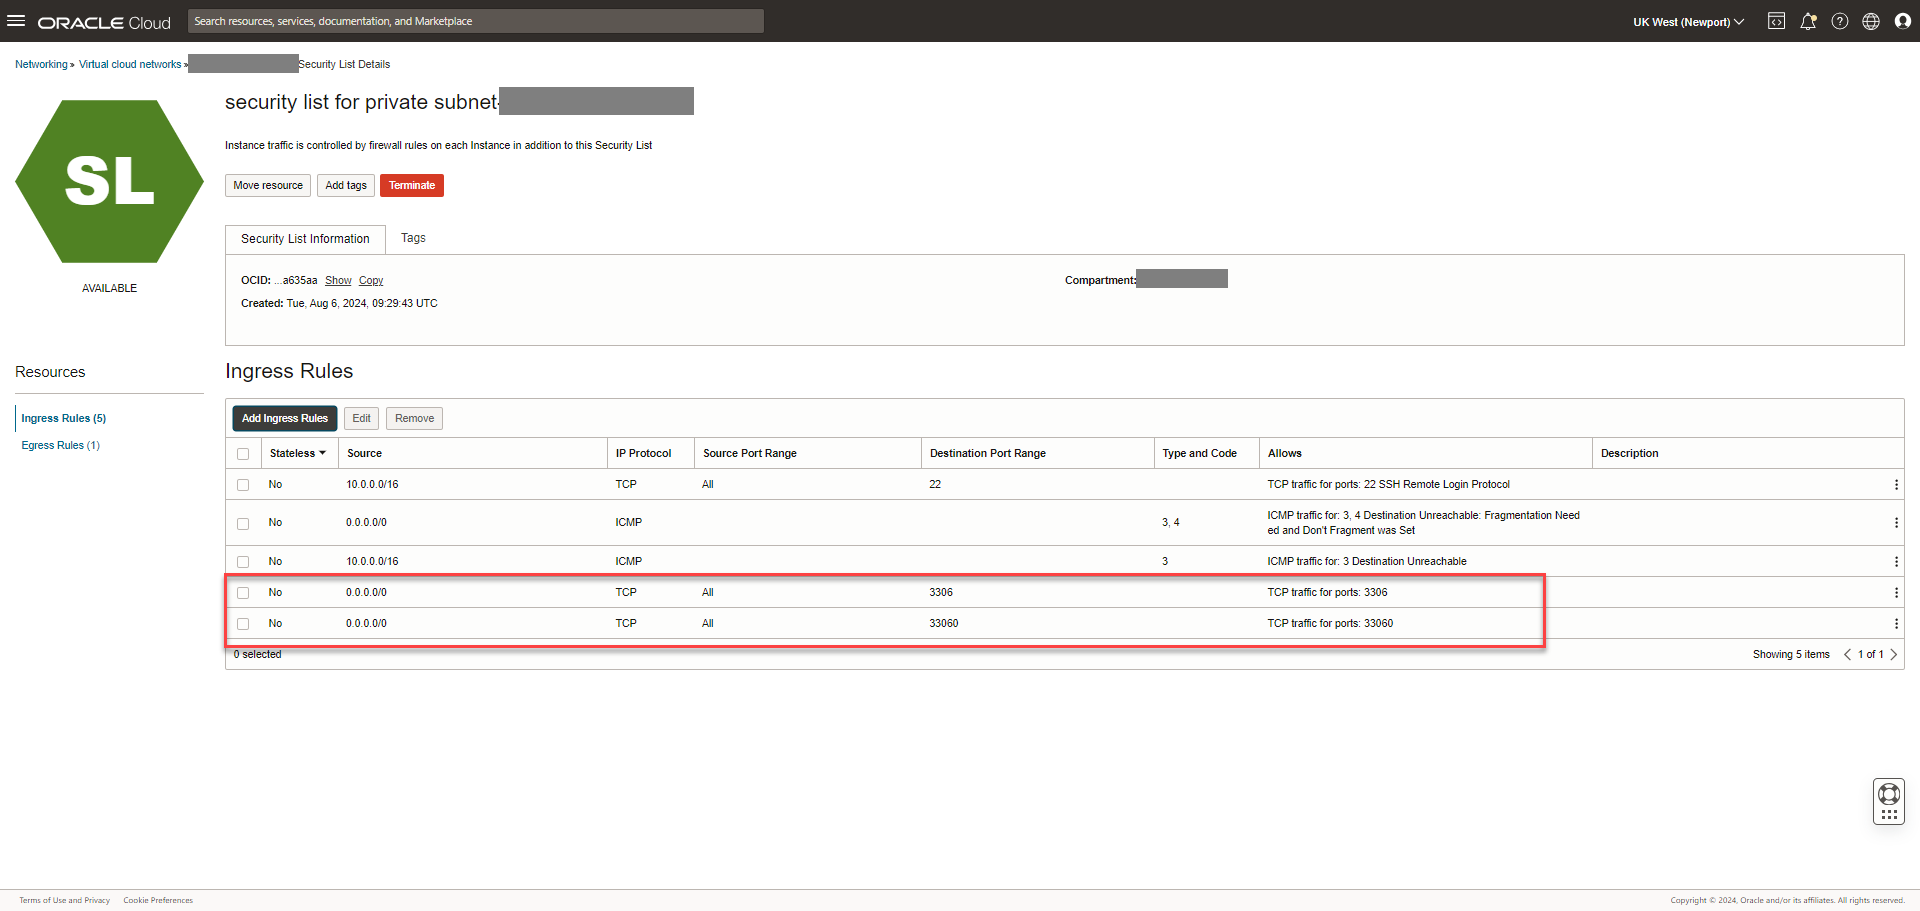 ORACLE Cloud
Search resources, services, documentation, and Marketplace
UK West (Newport)
Networking » Virtual cloud networks » Security List Details
SL
AVAILABLE
security list for private subnet-
Instance traffic is controlled by firewall rules on each Instance in addition to this Security List
Move resource Add tags Terminate
Security List Information Tags
OCID: ...a635aa Show Copy
Compartment:
Created: Tue, Aug 6, 2024, 09:29:43 UTC
Resources
Ingress Rules (5)
Egress Rules (1)
Ingress Rules
Add Ingress Rules Edit Remove
Stateless Source IP Protocol Source Port Range Destination Port Range Type and Code Allows Description
No 10.0.0.0/16 TCP All 22 TCP traffic for ports: 22 SSH Remote Login Protocol
No 0.0.0.0/0 ICMP 3, 4 ICMP traffic for: 3, 4 Destination Unreachable: Fragmentation Need
ed and Don't Fragment was Set
No 10.0.0.0/16 ICMP 3 ICMP traffic for: 3 Destination Unreachable
No 0.0.0.0/0 TCP All 3306 TCP traffic for ports: 3306
No 0.0.0.0/0 TCP All 33060 TCP traffic for ports: 33060
0 selected
Showing 5 items 1 of 1
Terms of Use and Privacy Cookie Preferences
Copyright © 2024, Oracle and/or its affiliates. All rights reserved.